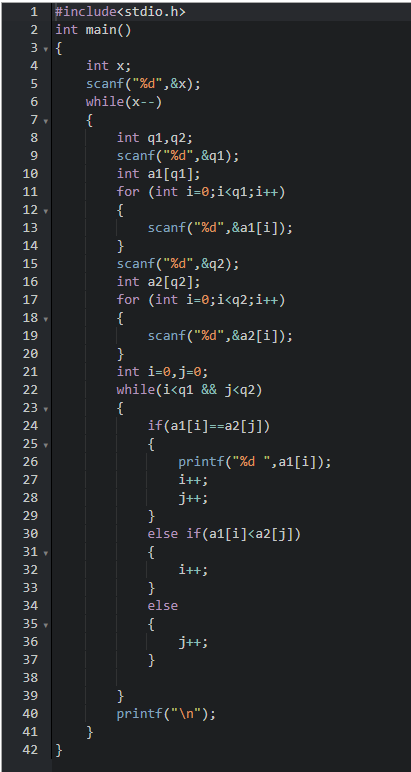 1 #include<stdio.h>
2 int main()
3 {
4 int x;
5 scanf("%d",&x);
6 while(x--)
7 {
8 int q1,q2;
9 scanf("%d",&q1);
10 int a1[q1];
11 for (int i=0;i<q1;i++)
12 {
13 scanf("%d",&a1[i]);
14 }
15 scanf("%d",&q2);
16 int a2[q2];
17 for (int i=0;i<q2;i++)
18 {
19 scanf("%d",&a2[i]);
20 }
21 int i=0,j=0;
22 while(i<q1 && j<q2)
23 {
24 if(a1[i]==a2[j])
25 {
26 printf("%d ",a1[i]);
27 i++;
28 j++;
29 }
30 else if(a1[i]<a2[j])
31 {
32 i++;
33 }
34 else
35 {
36 j++;
37 }
38
39 }
40 printf("\n");
41 }
42 }